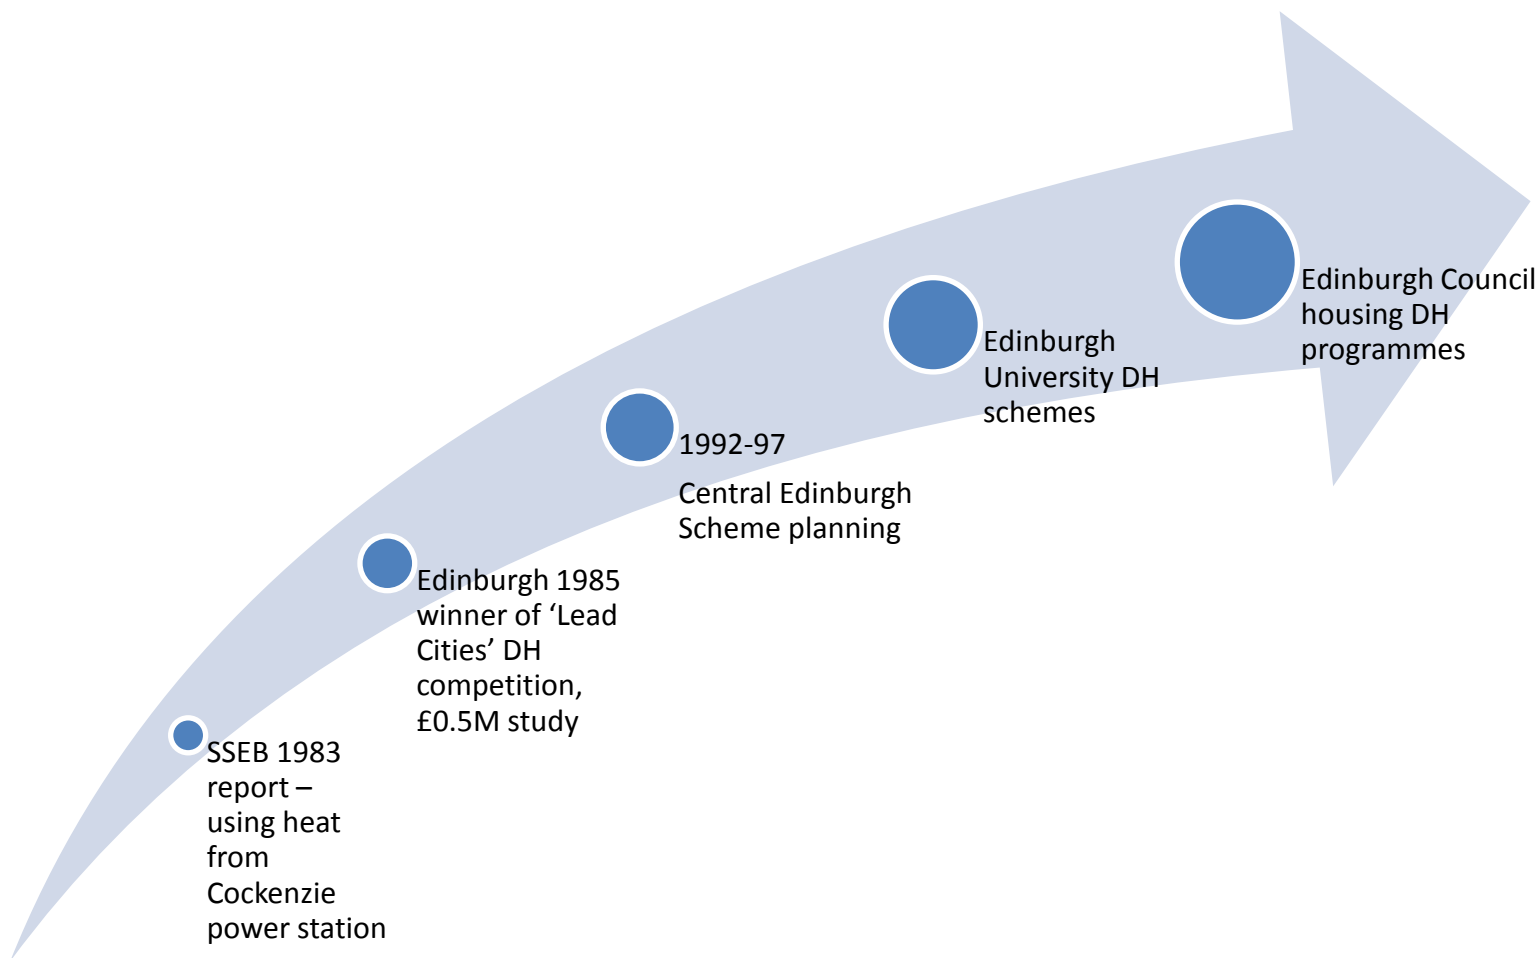 SSEB 1983
report –
using heat
from
Cockenzie
power station
Edinburgh 1985
winner of ‘Lead
Cities’ DH
competition,
£0.5M study
1992-97
Central Edinburgh
Scheme planning
Edinburgh
University DH
schemes
Edinburgh Council
housing DH
programmes